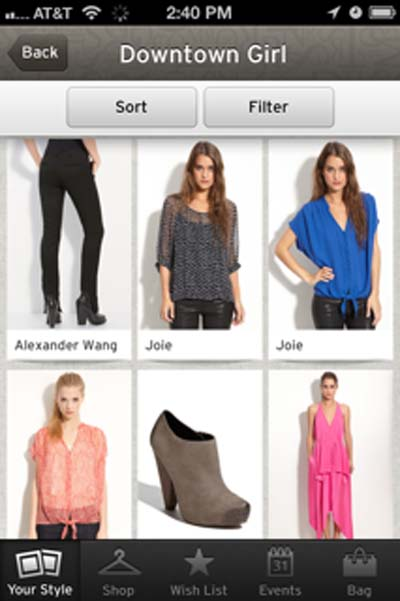 AT&T 2:40 PM
Back Downtown Girl
Sort Filter
Alexander Wang Joie Joie
31
Your Style Shop Wish List Events Bag